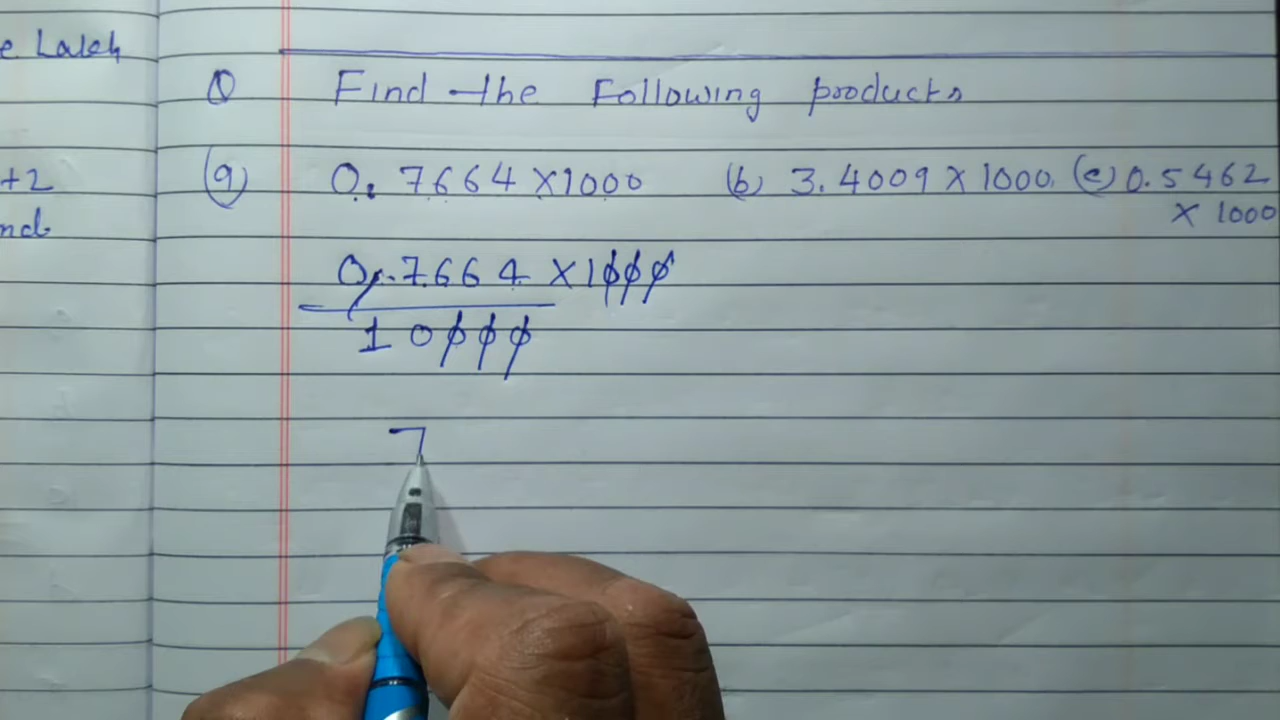 e Lakh
Q Find the Following products
+2
(a) 0.7664 X 1000 (b) 3.4009 X 1000 (c) 0.5462
X 1000
nd
0.7664 X 1000
10000
7